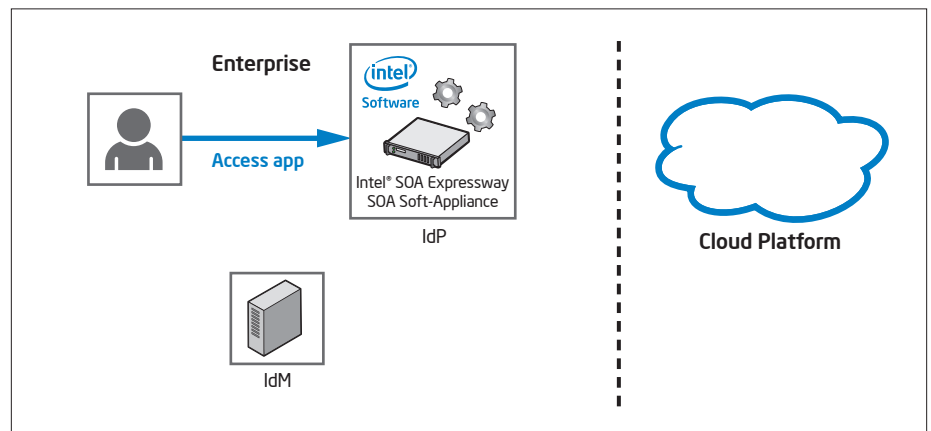 Enterprise
intel
Software
Access app
Intel® SOA Expressway
SOA Soft-Appliance
IdP
Cloud Platform
IdM